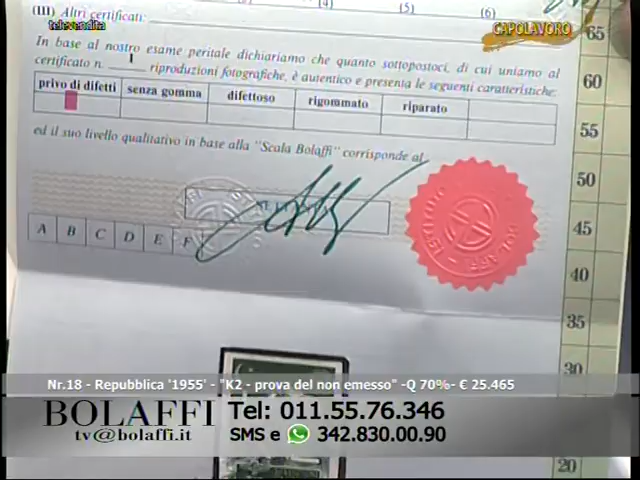 (4) (5) (6)
(III) Altri certificati:
televendita
CAPOLAVORO
In base al nostro esame peritale dichiariamo che quanto sottopostoci, di cui uniamo al
certificato n. 1 riproduzioni fotografiche, è autentico e presenta le seguenti caratteristiche:
privo di difetti senza gomma difettoso rigommato riparato
ed il suo livello qualitativo in base alla "Scala Bolaffi" corrisponde al
A B C D E F
65
60
55
50
45
40
35
30
20
Nr.18 - Repubblica '1955' - "K2 - prova del non emesso" -Q 70%- € 25.465
BOLAFFI
tv@bolaffi.it
Tel: 011.55.76.346
SMS e 342.830.00.90